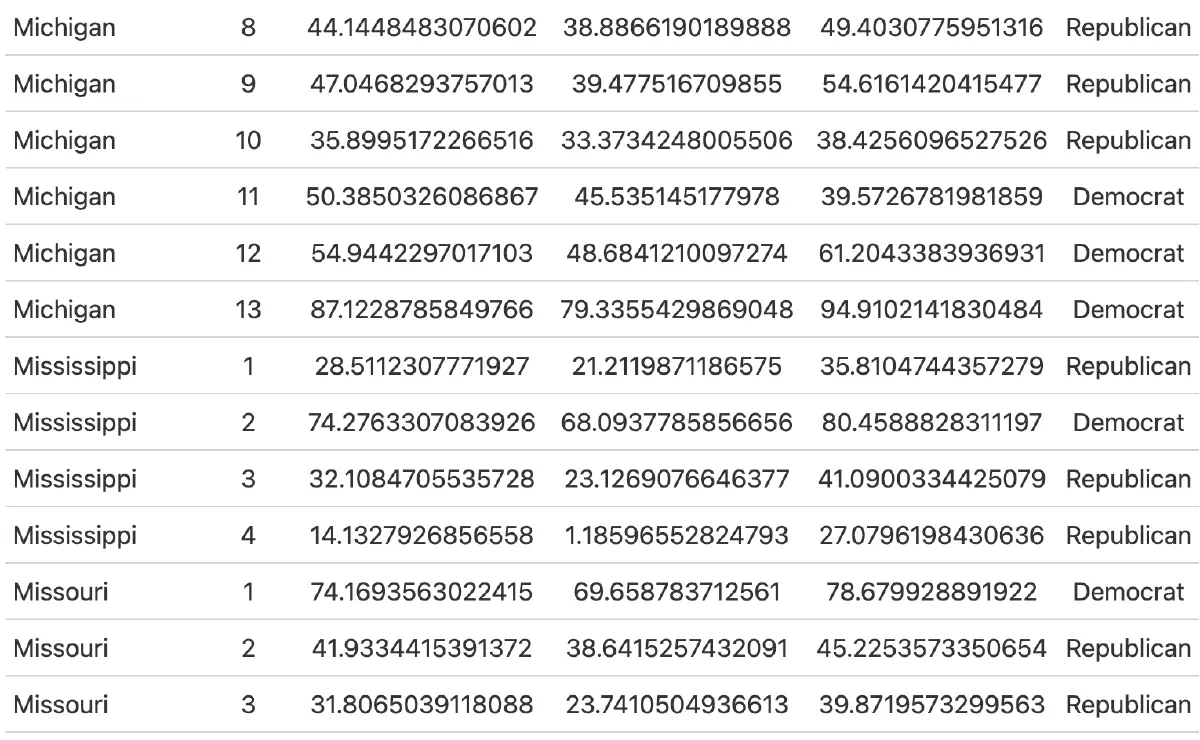 Michigan 8 44.1448483070602 38.8866190189888 49.4030775951316 Republican
Michigan 9 47.0468293757013 39.477516709855 54.6161420415477 Republican
Michigan 10 35.8995172266516 33.3734248005506 38.4256096527526 Republican
Michigan 11 50.3850326086867 45.535145177978 39.5726781981859 Democrat
Michigan 12 54.9442297017103 48.6841210097274 61.2043383936931 Democrat
Michigan 13 87.1228785849766 79.3355429869048 94.9102141830484 Democrat
Mississippi 1 28.5112307771927 21.2119871186575 35.8104744357279 Republican
Mississippi 2 74.2763307083926 68.0937785856656 80.4588828311197 Democrat
Mississippi 3 32.1084705535728 23.1269076646377 41.0900334425079 Republican
Mississippi 4 14.1327926856558 1.18596552824793 27.0796198430636 Republican
Missouri 1 74.1693563022415 69.658783712561 78.679928891922 Democrat
Missouri 2 41.9334415391372 38.6415257432091 45.2253573350654 Republican
Missouri 3 31.8065039118088 23.7410504936613 39.8719573299563 Republican